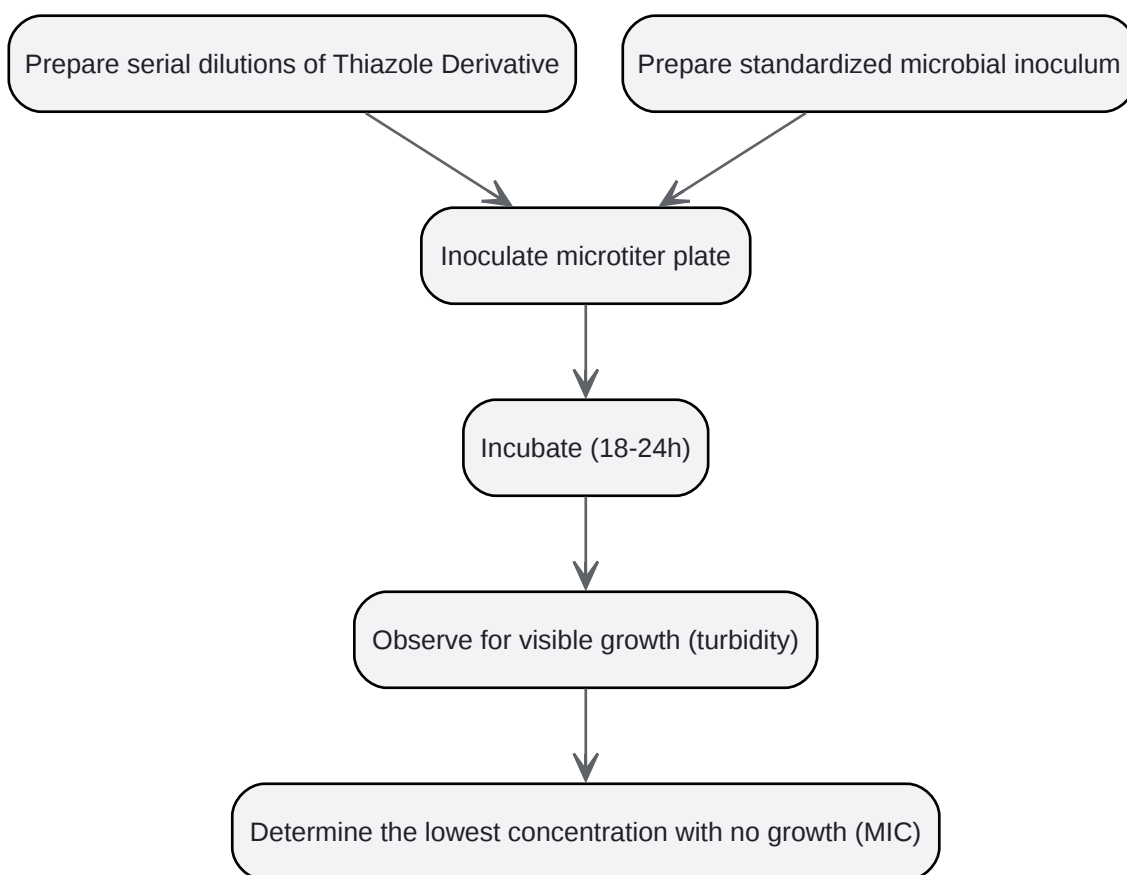 Prepare serial dilutions of Thiazole Derivative
Prepare standardized microbial inoculum
Inoculate microtiter plate
Incubate (18-24h)
Observe for visible growth (turbidity)
Determine the lowest concentration with no growth (MIC)